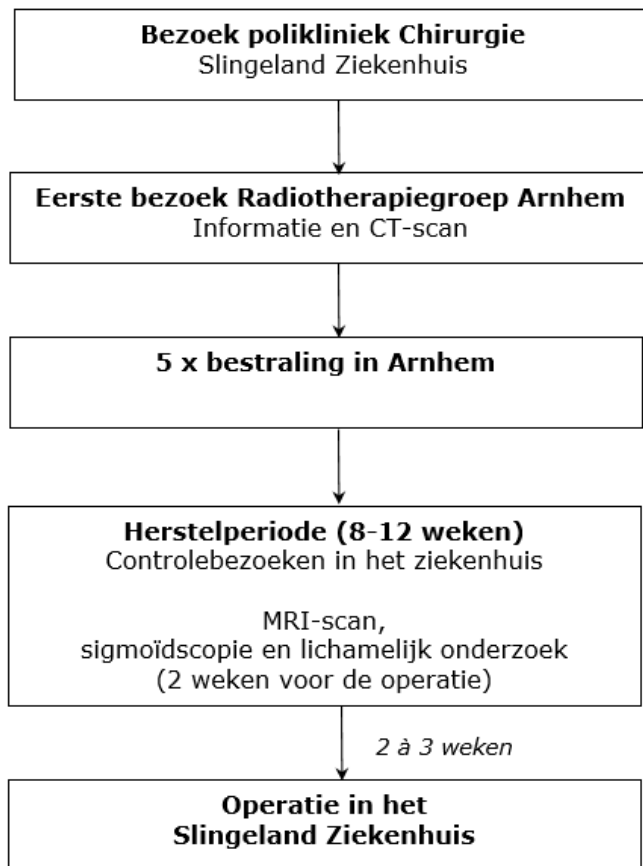 Bezoek polikliniek Chirurgie
Slingeland Ziekenhuis
Eerste bezoek Radiotherapiegroep Arnhem
Informatie en CT-scan
5 x bestraling in Arnhem
Herstelperiode (8-12 weken)
Controlebezoeken in het ziekenhuis
MRI-scan,
sigmoïdscopie en lichamelijk onderzoek
(2 weken voor de operatie)
2 à 3 weken
Operatie in het
Slingeland Ziekenhuis